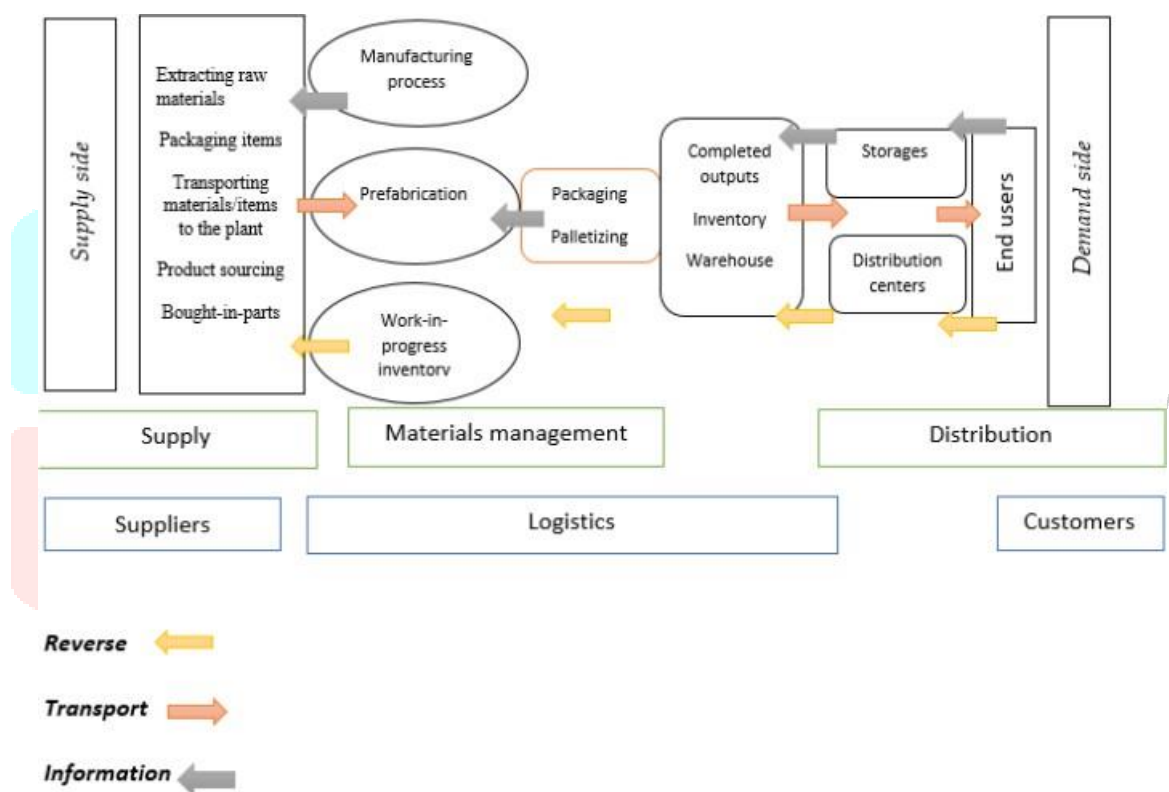 Supply side
Extracting raw
materials
Packaging items
Transporting
materials/items
to the plant
Product sourcing
Bought-in-parts
Manufacturing
process
Prefabrication
Work-in-
progress
inventory
Packaging
Palletizing
Completed
outputs
Inventory
Warehouse
Storages
Distribution
centers
End users
Demand side
Supply
Materials management
Distribution
Suppliers
Logistics
Customers
Reverse
Transport
Information